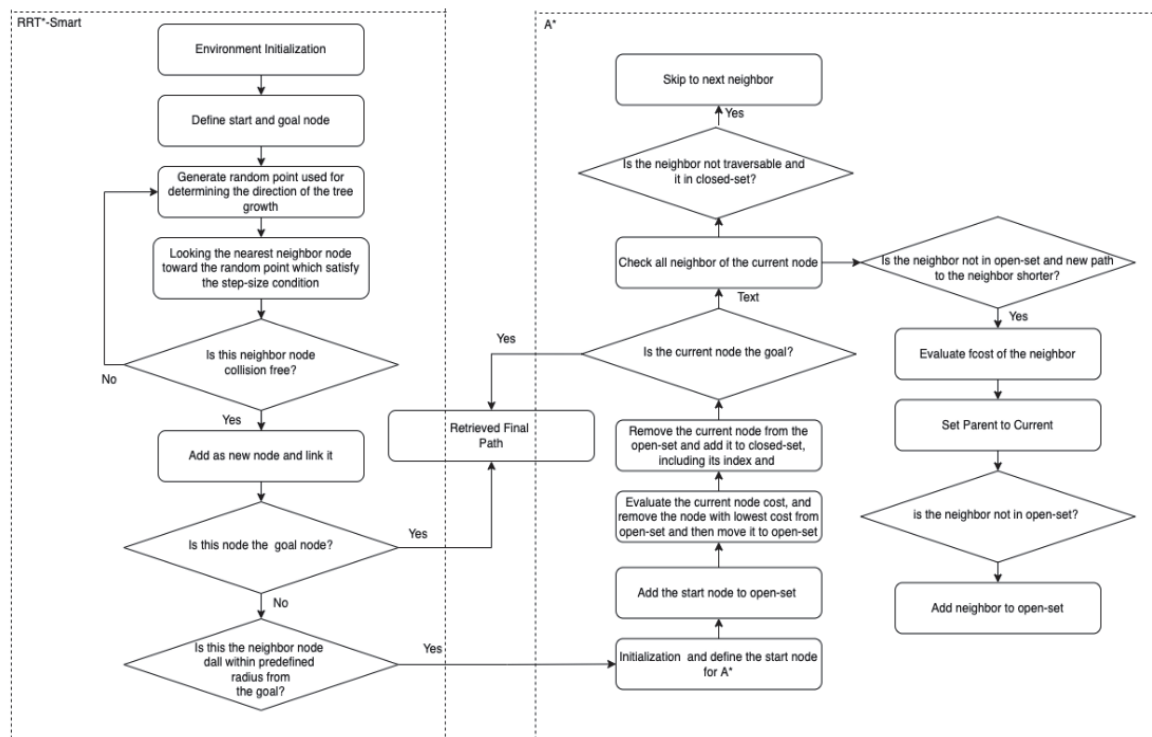 RRT*-Smart
Environment Initialization
Define start and goal node
Generate random point used for
determining the direction of the tree
growth
Looking the nearest neighbor node
toward the random point which satisfy
the step-size condition
Is this neighbor node
collision free?
No
Yes
Add as new node and link it
Is this node the goal node?
Yes
No
Is this the neighbor node
dall within predefined
radius from
the goal?
Yes
Yes
Retrieved Final
Path
A*
Skip to next neighbor
Yes
Is the neighbor not traversable and
it in closed-set?
Check all neighbor of the current node
Text
Is the current node the goal?
Remove the current node from the
open-set and add it to closed-set,
including its index and
Evaluate the current node cost, and
remove the node with lowest cost from
open-set and then move it to open-set
Add the start node to open-set
Initialization and define the start node
for A*
Is the neighbor not in open-set and new path
to the neighbor shorter?
Yes
Evaluate fcost of the neighbor
Set Parent to Current
is the neighbor not in open-set?
Add neighbor to open-set